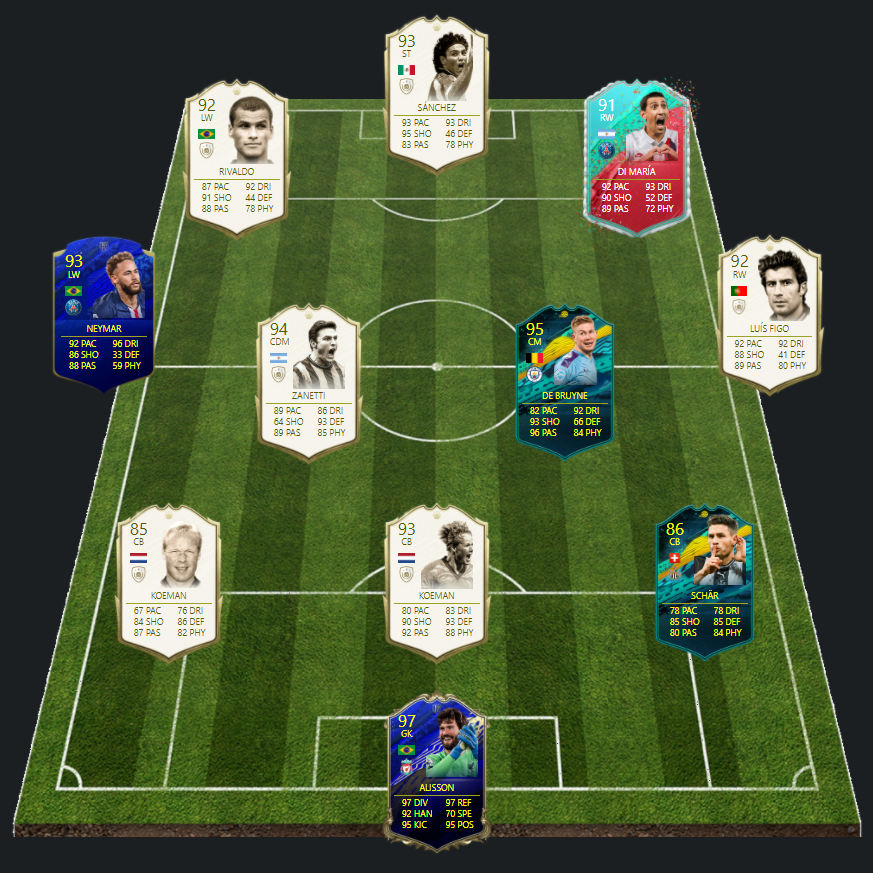 93
ST
SÁNCHEZ
93 PAC 93 DRI
95 SHO 46 DEF
83 PAS 78 PHY
92
LW
RIVALDO
87 PAC 92 DRI
91 SHO 44 DEF
88 PAS 78 PHY
91
RW
DI MARÍA
92 PAC 93 DRI
90 SHO 52 DEF
89 PAS 72 PHY
93
LW
NEYMAR
92 PAC 96 DRI
86 SHO 33 DEF
88 PAS 59 PHY
94
CDM
ZANETTI
89 PAC 86 DRI
64 SHO 93 DEF
89 PAS 85 PHY
95
CM
DE BRUYNE
82 PAC 92 DRI
93 SHO 66 DEF
96 PAS 84 PHY
92
RW
LUÍS FIGO
92 PAC 92 DRI
88 SHO 41 DEF
89 PAS 80 PHY
85
CB
KOEMAN
67 PAC 76 DRI
84 SHO 86 DEF
87 PAS 82 PHY
93
CB
KOEMAN
80 PAC 83 DRI
90 SHO 93 DEF
92 PAS 88 PHY
86
CB
SCHÄR
78 PAC 78 DRI
85 SHO 85 DEF
80 PAS 84 PHY
97
GK
ALISSON
97 DIV 97 REF
92 HAN 70 SPE
95 KIC 95 POS